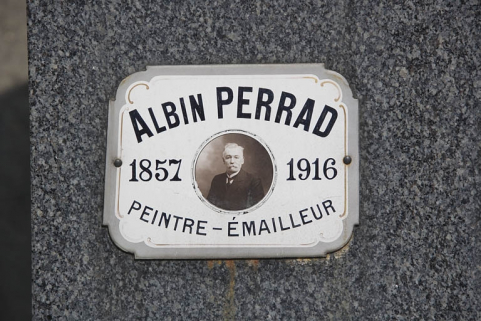 ALBIN PERRAD
1857 1916
PEINTRE-ÉMAILLEUR